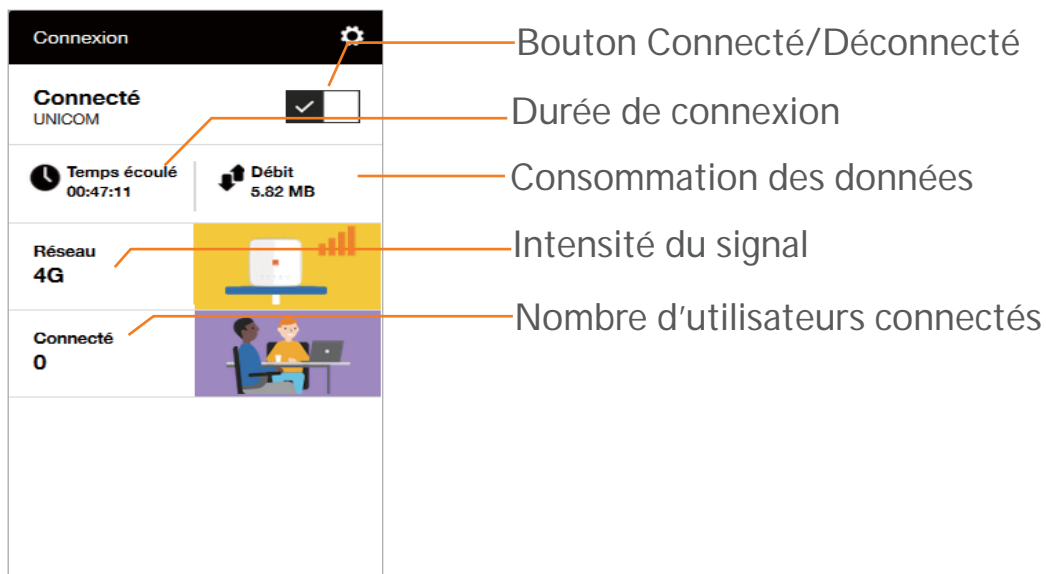 Connexion
Connecté
UNICOM
Temps écoulé
00:47:11
Débit
5.82 MB
Réseau
4G
Connecté
0
Bouton Connecté/Déconnecté
Durée de connexion
Consommation des données
Intensité du signal
Nombre d'utilisateurs connectés